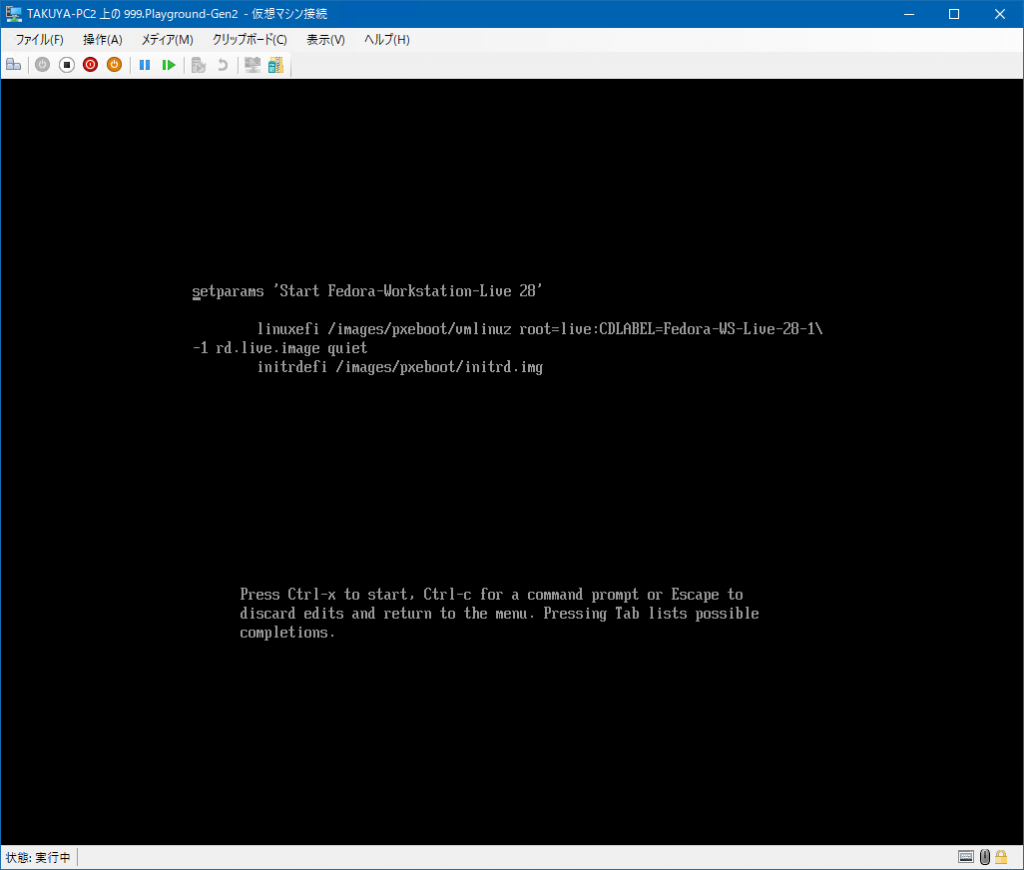 TAKUYA-PC2 上の 999.Playground-Gen2 - 仮想マシン接続
ファイル(F) 操作(A) メディア(M) クリップボード(C) 表示(V) ヘルプ(H)
setparams 'Start Fedora-Workstation-Live 28'
linuxefi /images/pxeboot/vmlinuz root=live:CDLABEL=Fedora-WS-Live-28-1\
-1 rd.live.image quiet
initrdefi /images/pxeboot/initrd.img
Press Ctrl-x to start, Ctrl-c for a command prompt or Escape to
discard edits and return to the menu. Pressing Tab lists possible
completions.
状態: 実行中